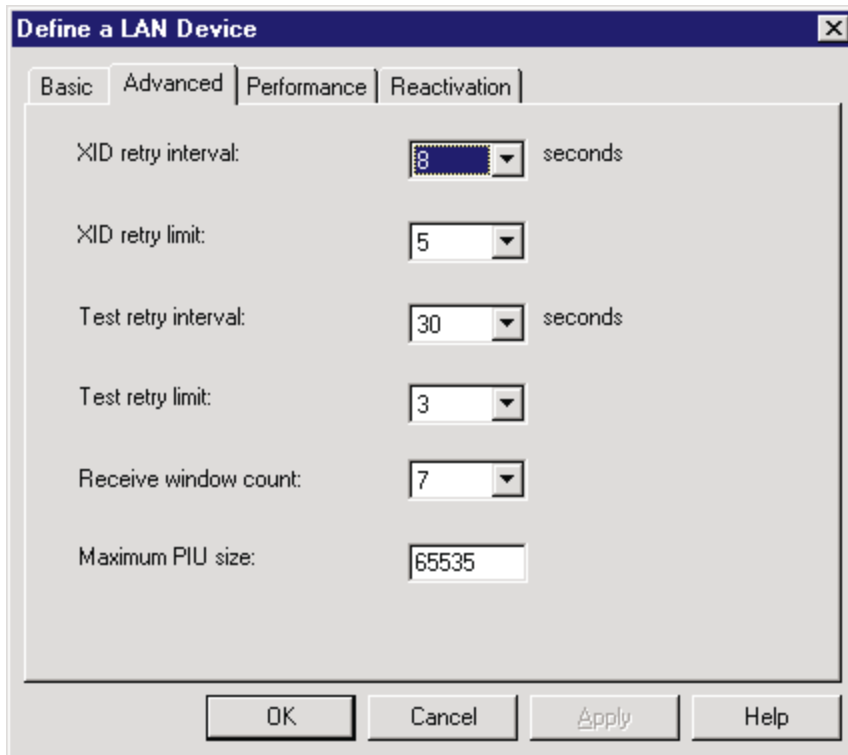 Define a LAN Device
Basic Advanced Performance Reactivation
XID retry interval: 8 seconds
XID retry limit: 5
Test retry interval: 30 seconds
Test retry limit: 3
Receive window count: 7
Maximum PIU size: 65535
OK Cancel Apply Help